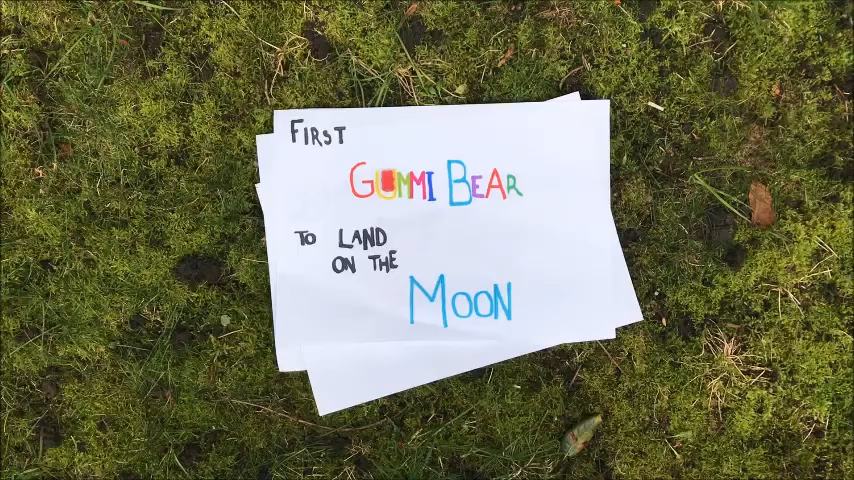 FIRST
GUMMI BEAR
TO LAND
ON THE
MOON